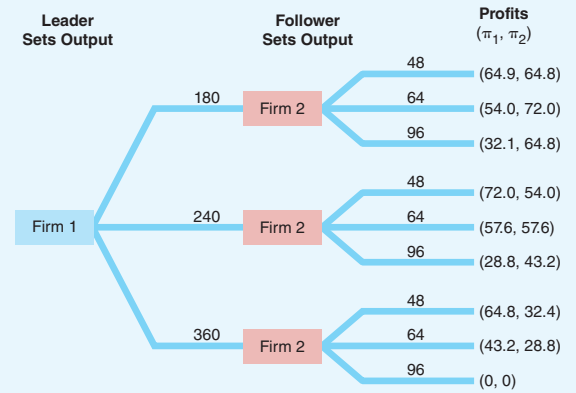 Leader
Sets Output
Follower
Sets Output
Profits
(π₁, π₂)
48
(64.9, 64.8)
180
Firm 2
64
(54.0, 72.0)
96
(32.1, 64.8)
48
(72.0, 54.0)
Firm 1
240
Firm 2
64
(57.6, 57.6)
96
(28.8, 43.2)
48
(64.8, 32.4)
360
Firm 2
64
(43.2, 28.8)
96
(0, 0)